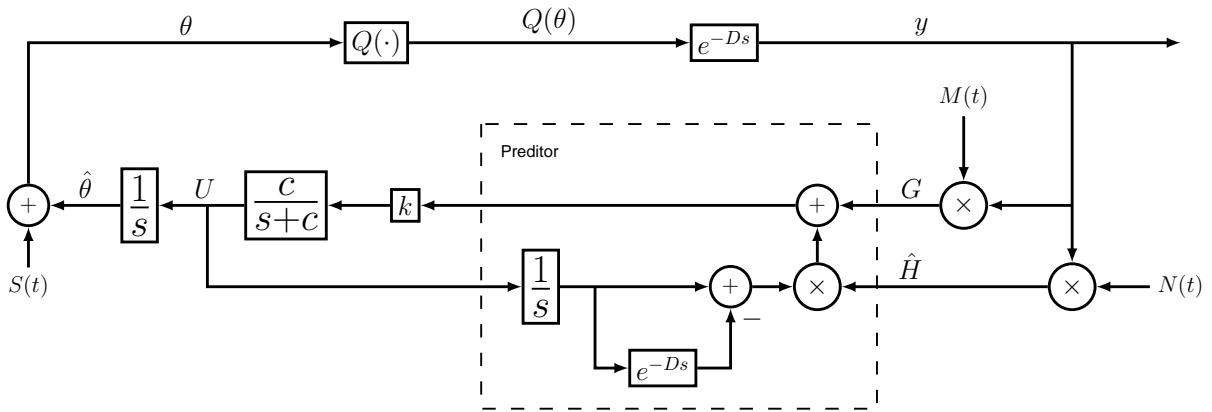 θ
Q(·)
Q(θ)
e^{-Ds}
y
M(t)
Preditor
θ̂
1/s
U
c/(s+c)
k
+
G
×
+
S(t)
1/s
+
−
×
Ĥ
×
N(t)
e^{-Ds}